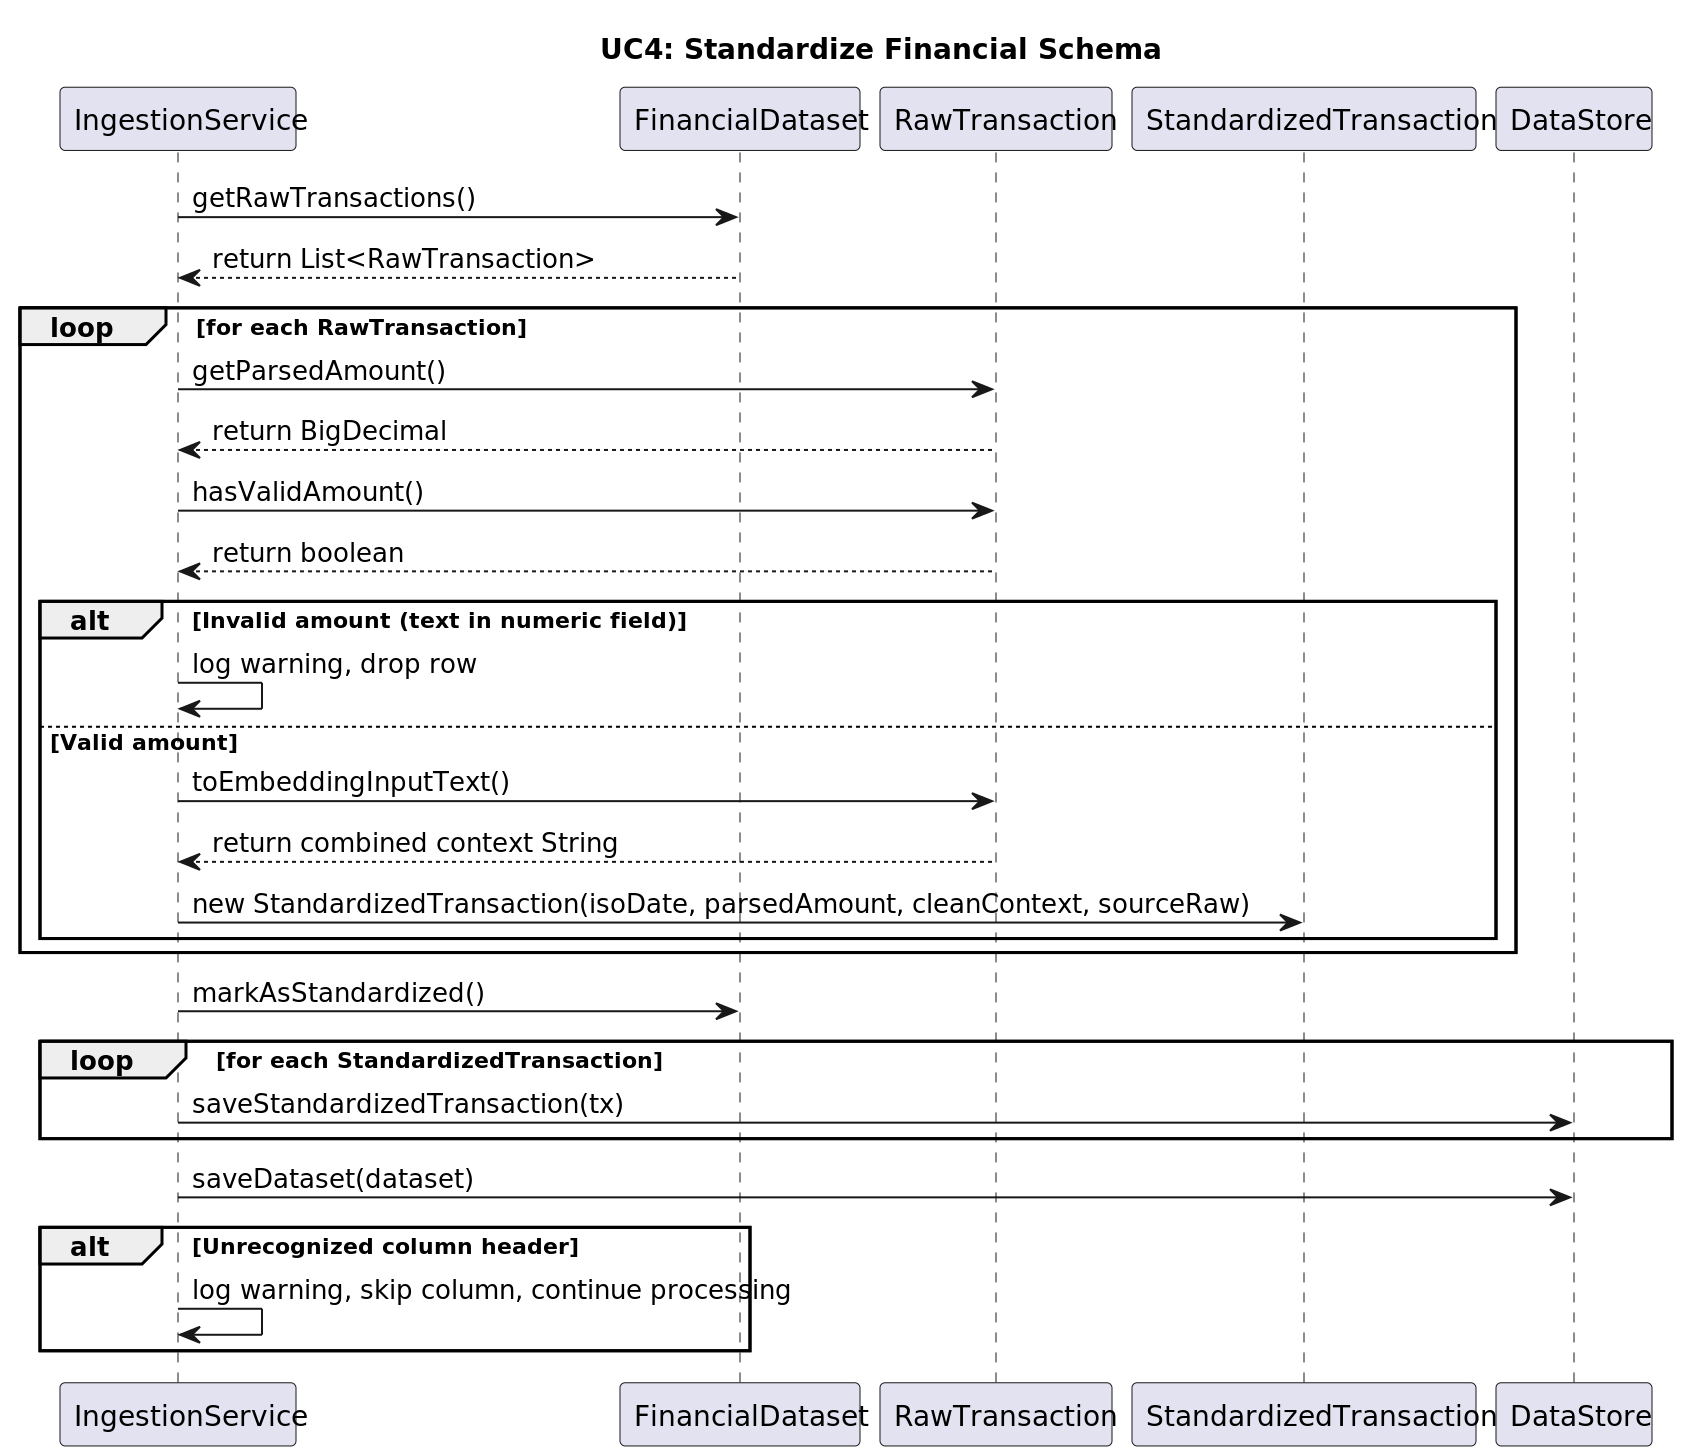 UC4: Standardize Financial Schema
IngestionService
FinancialDataset
RawTransaction
StandardizedTransaction
DataStore
getRawTransactions()
return List<RawTransaction>
loop
[for each RawTransaction]
getParsedAmount()
return BigDecimal
hasValidAmount()
return boolean
alt
[Invalid amount (text in numeric field)]
log warning, drop row
[Valid amount]
toEmbeddingInputText()
return combined context String
new StandardizedTransaction(isoDate, parsedAmount, cleanContext, sourceRaw)
markAsStandardized()
loop
[for each StandardizedTransaction]
saveStandardizedTransaction(tx)
saveDataset(dataset)
alt
[Unrecognized column header]
log warning, skip column, continue processing
IngestionService
FinancialDataset
RawTransaction
StandardizedTransaction
DataStore